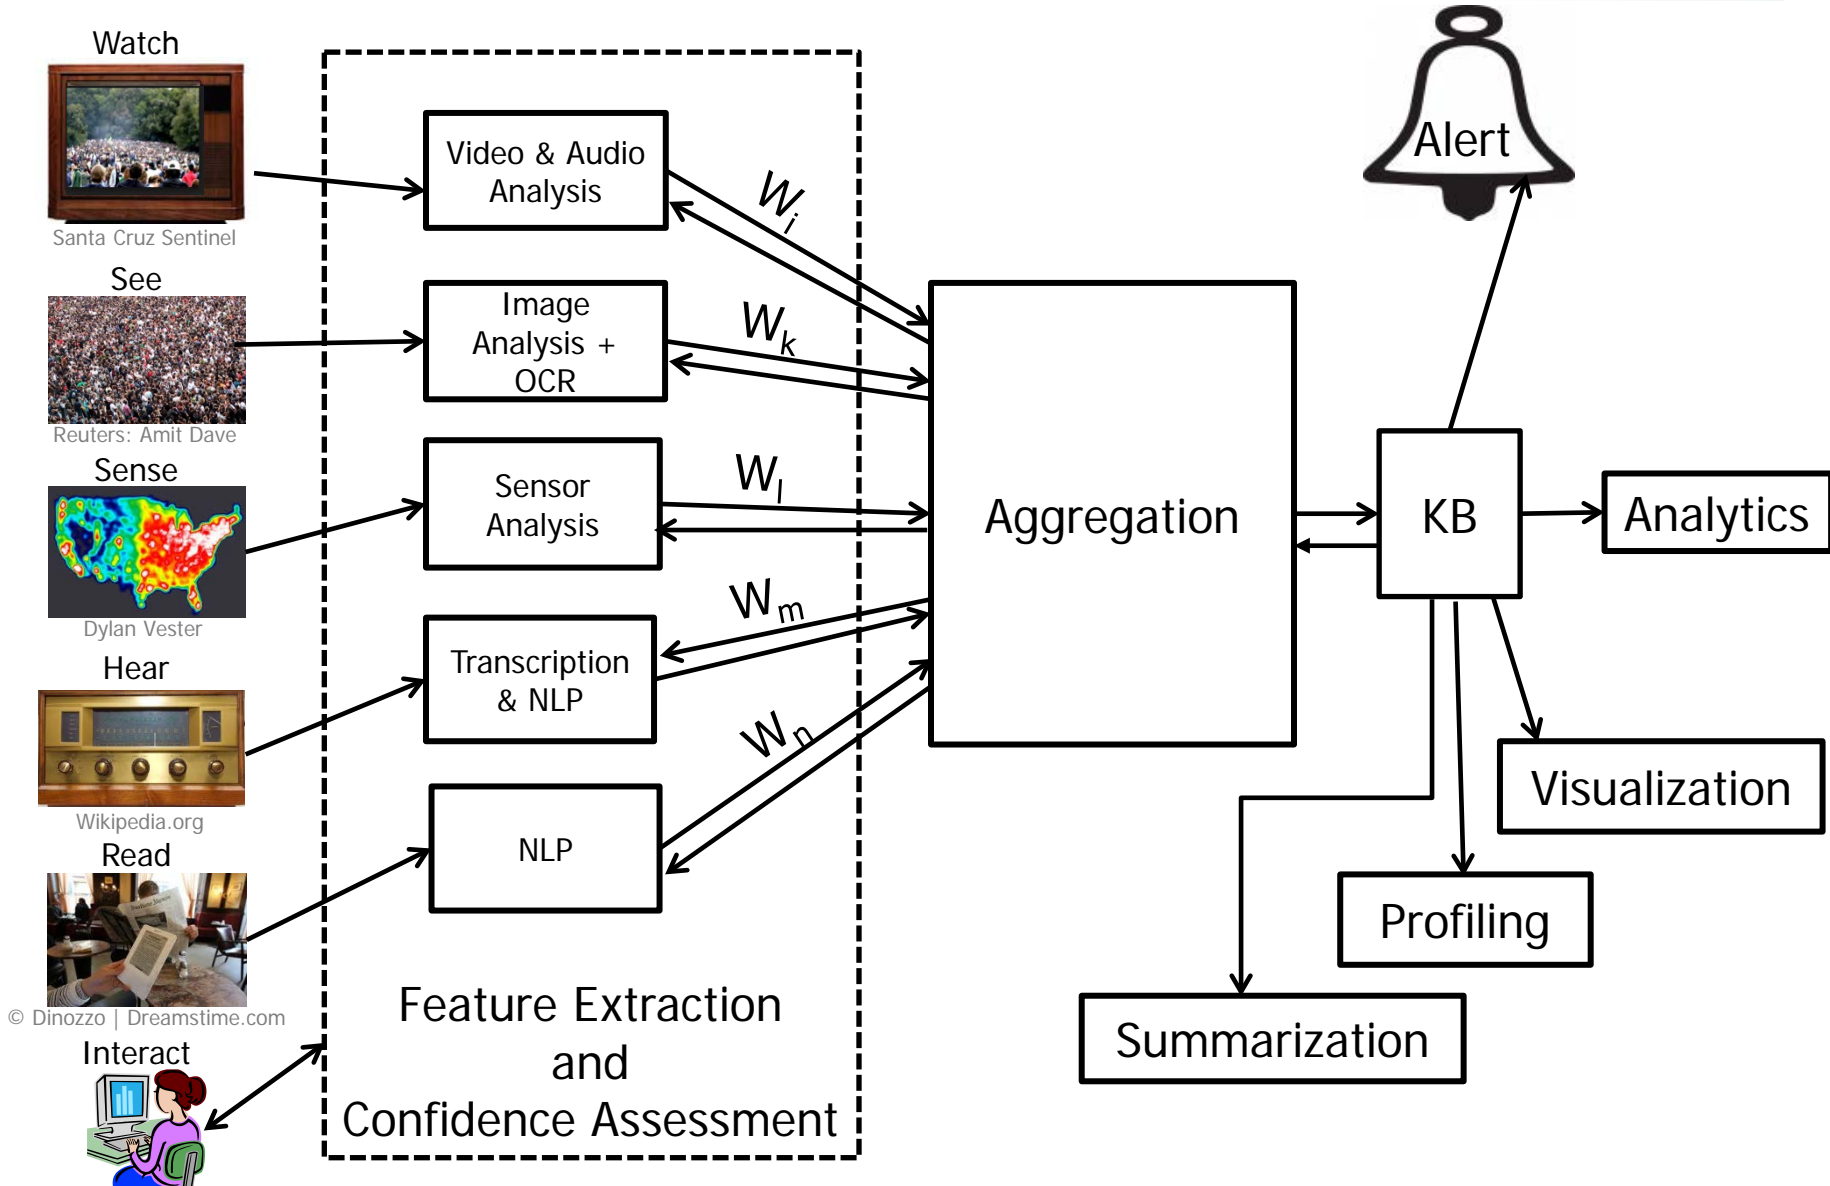 Watch
Santa Cruz Sentinel
See
Reuters: Amit Dave
Sense
Dylan Vester
Hear
Wikipedia.org
Read
© Dinozzo | Dreamstime.com
Interact
Video & Audio
Analysis
Image
Analysis +
OCR
Sensor
Analysis
Transcription
& NLP
NLP
Feature Extraction
and
Confidence Assessment
Wi
Wk
Wl
Wm
Wn
Aggregation
KB
Alert
Analytics
Visualization
Profiling
Summarization